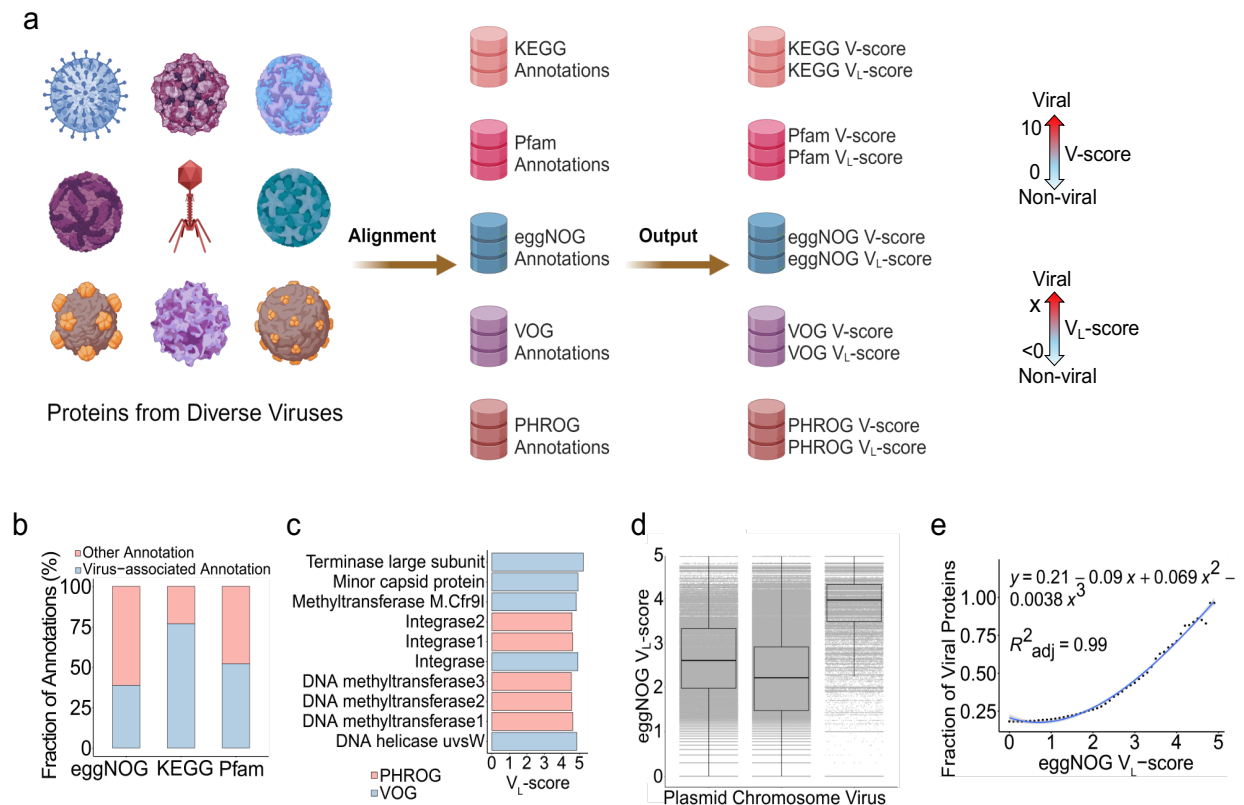 a
KEGG
Annotations
Pfam
Annotations
eggNOG
Annotations
VOG
Annotations
PHROG
Annotations
Alignment
Output
KEGG V-score
KEGG VL-score
Pfam V-score
Pfam VL-score
eggNOG V-score
eggNOG VL-score
VOG V-score
VOG VL-score
PHROG V-score
PHROG VL-score
Viral
10
V-score
0
Non-viral
Viral
X
VL-score
<0
Non-viral
Proteins from Diverse Viruses
b
Other Annotation
Virus-associated Annotation
Fraction of Annotations (%)
100
50
0
eggNOG KEGG Pfam
c
Terminase large subunit
Minor capsid protein
Methyltransferase M.Cfr9I
Integrase2
Integrase1
Integrase
DNA methyltransferase3
DNA methyltransferase2
DNA methyltransferase1
DNA helicase uvsW
0 1 2 3 4 5
VL-score
PHROG
VOG
d
eggNOG VL-score
5
4
3
2
1
0
Plasmid Chromosome Virus
e
Fraction of Viral Proteins
1.00
0.75
0.50
0.25
y = 0.21 − 0.09 x + 0.069 x² −
0.0038 x³
R²adj = 0.99
0 1 2 3 4 5
eggNOG VL−score